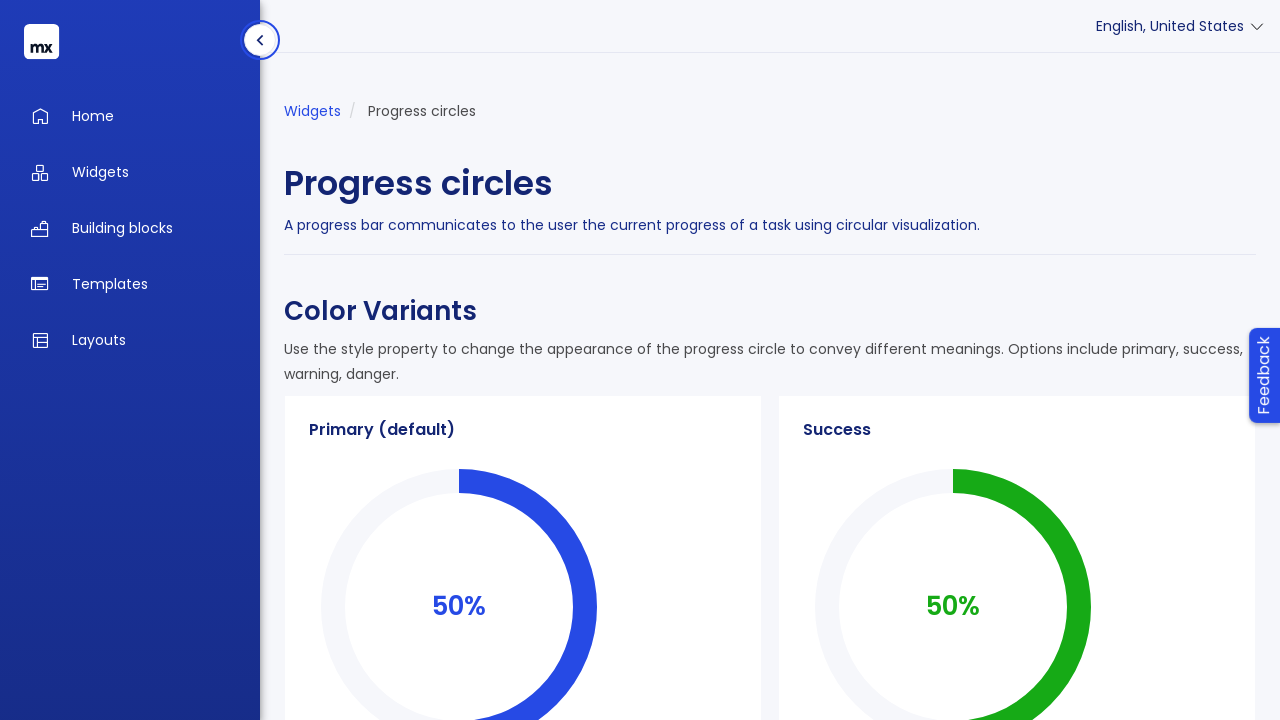 mx
Home
Widgets
Building blocks
Templates
Layouts
English, United States
Widgets / Progress circles
Progress circles
A progress bar communicates to the user the current progress of a task using circular visualization.
Color Variants
Use the style property to change the appearance of the progress circle to convey different meanings. Options include primary, success,
warning, danger.
Feedback
Primary (default)
50%
Success
50%